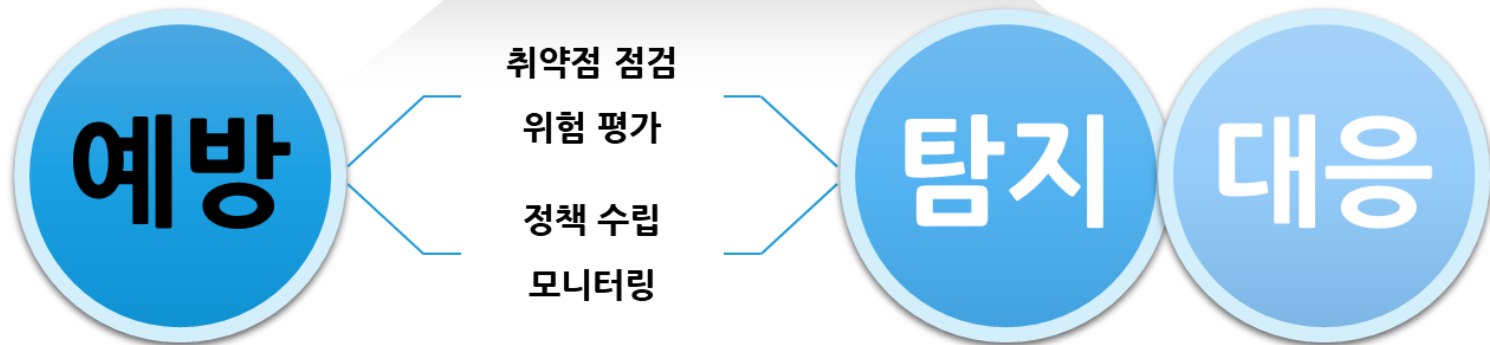 예방
취약점 점검
위험 평가
정책 수립
모니터링
탐지
대응